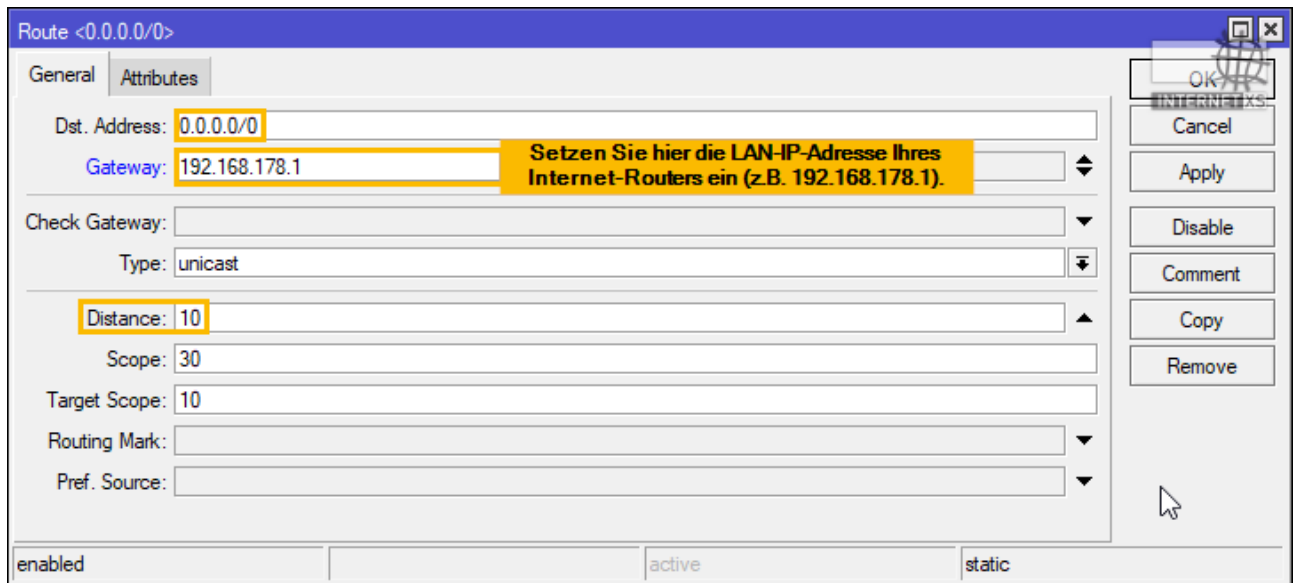 Route <0.0.0.0/0>
General Attributes
OK
INTERNET XS.
Dst. Address: 0.0.0.0/0
Cancel
Gateway: 192.168.178.1
Setzen Sie hier die LAN-IP-Adresse Ihres
Internet-Routers ein (z.B. 192.168.178.1).
Apply
Check Gateway:
Disable
Type: unicast
Comment
Distance: 10
Copy
Scope: 30
Remove
Target Scope: 10
Routing Mark:
Pref. Source:
enabled active static